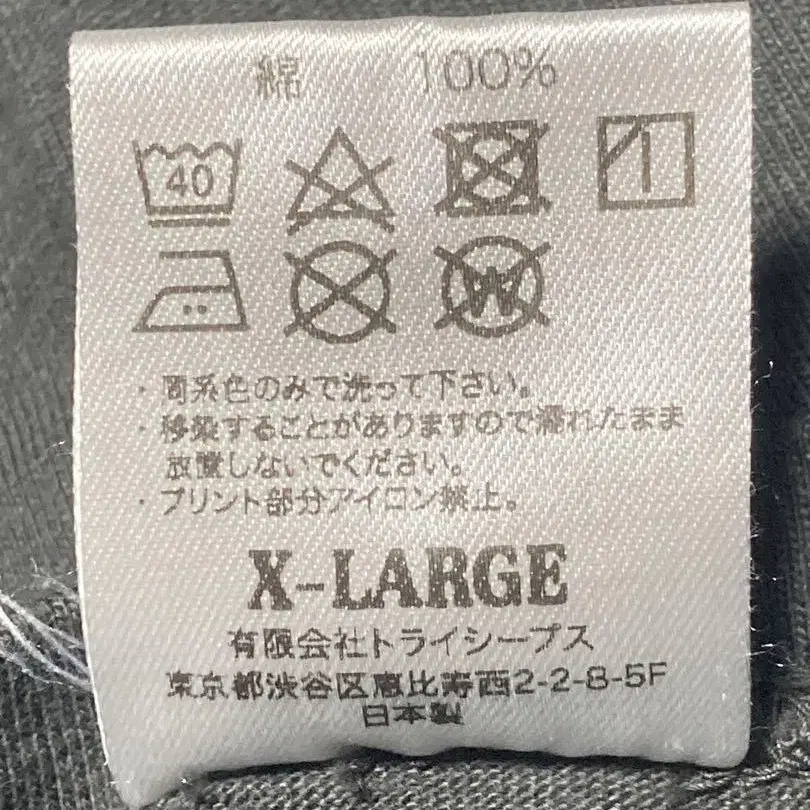 綿 100%
40
W
・同系色のみで洗って下さい。
・移染することがありますので濡れたまま
放置しないでください。
・プリント部分アイロン禁止。
X-LARGE
有限会社トライシープス
東京都渋谷区恵比寿西2-2-8-5F
日本製